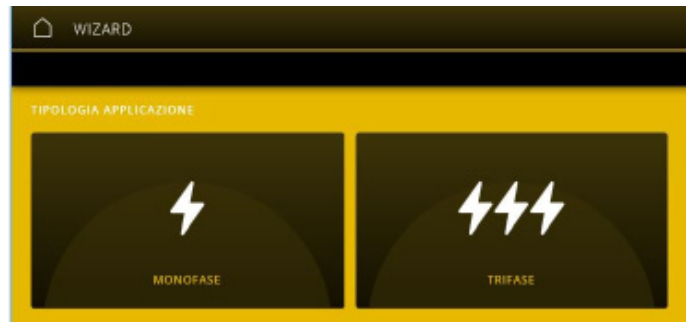 WIZARD
TIPOLOGIA APPLICAZIONE
MONOFASE
TRIFASE